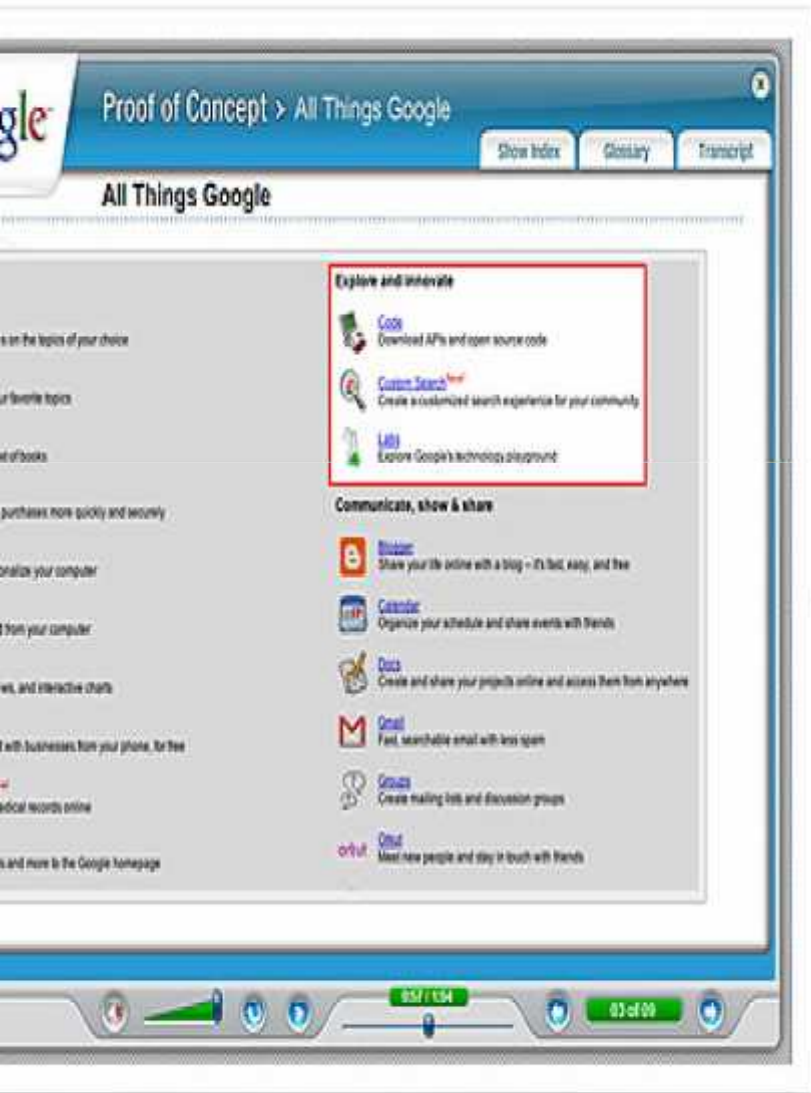 gle
Proof of Concept > All Things Google
Show Index
Glossary
Transcript
All Things Google
Explore and innovate
Code
Download APIs and open source code
Custom Search
Create a customized search experience for your community
Labs
Explore Google's technology playground
s on the topics of your choice
ur favorite topics
of books
purchases more quickly and securely
onalize your computer
from your computer
ws, and interactive charts
with businesses from your phone, for free
edical records online
s and more to the Google homepage
Communicate, show & share
Blogger
Share your life online with a blog – it's fast, easy, and free
Calendar
Organize your schedule and share events with friends
Docs
Create and share your projects online and access them from anywhere
Gmail
Fast, searchable email with less spam
Groups
Create mailing lists and discussion groups
orkut
Orkut
Meet new people and stay in touch with friends
0:57 / 1:04
03 of 09